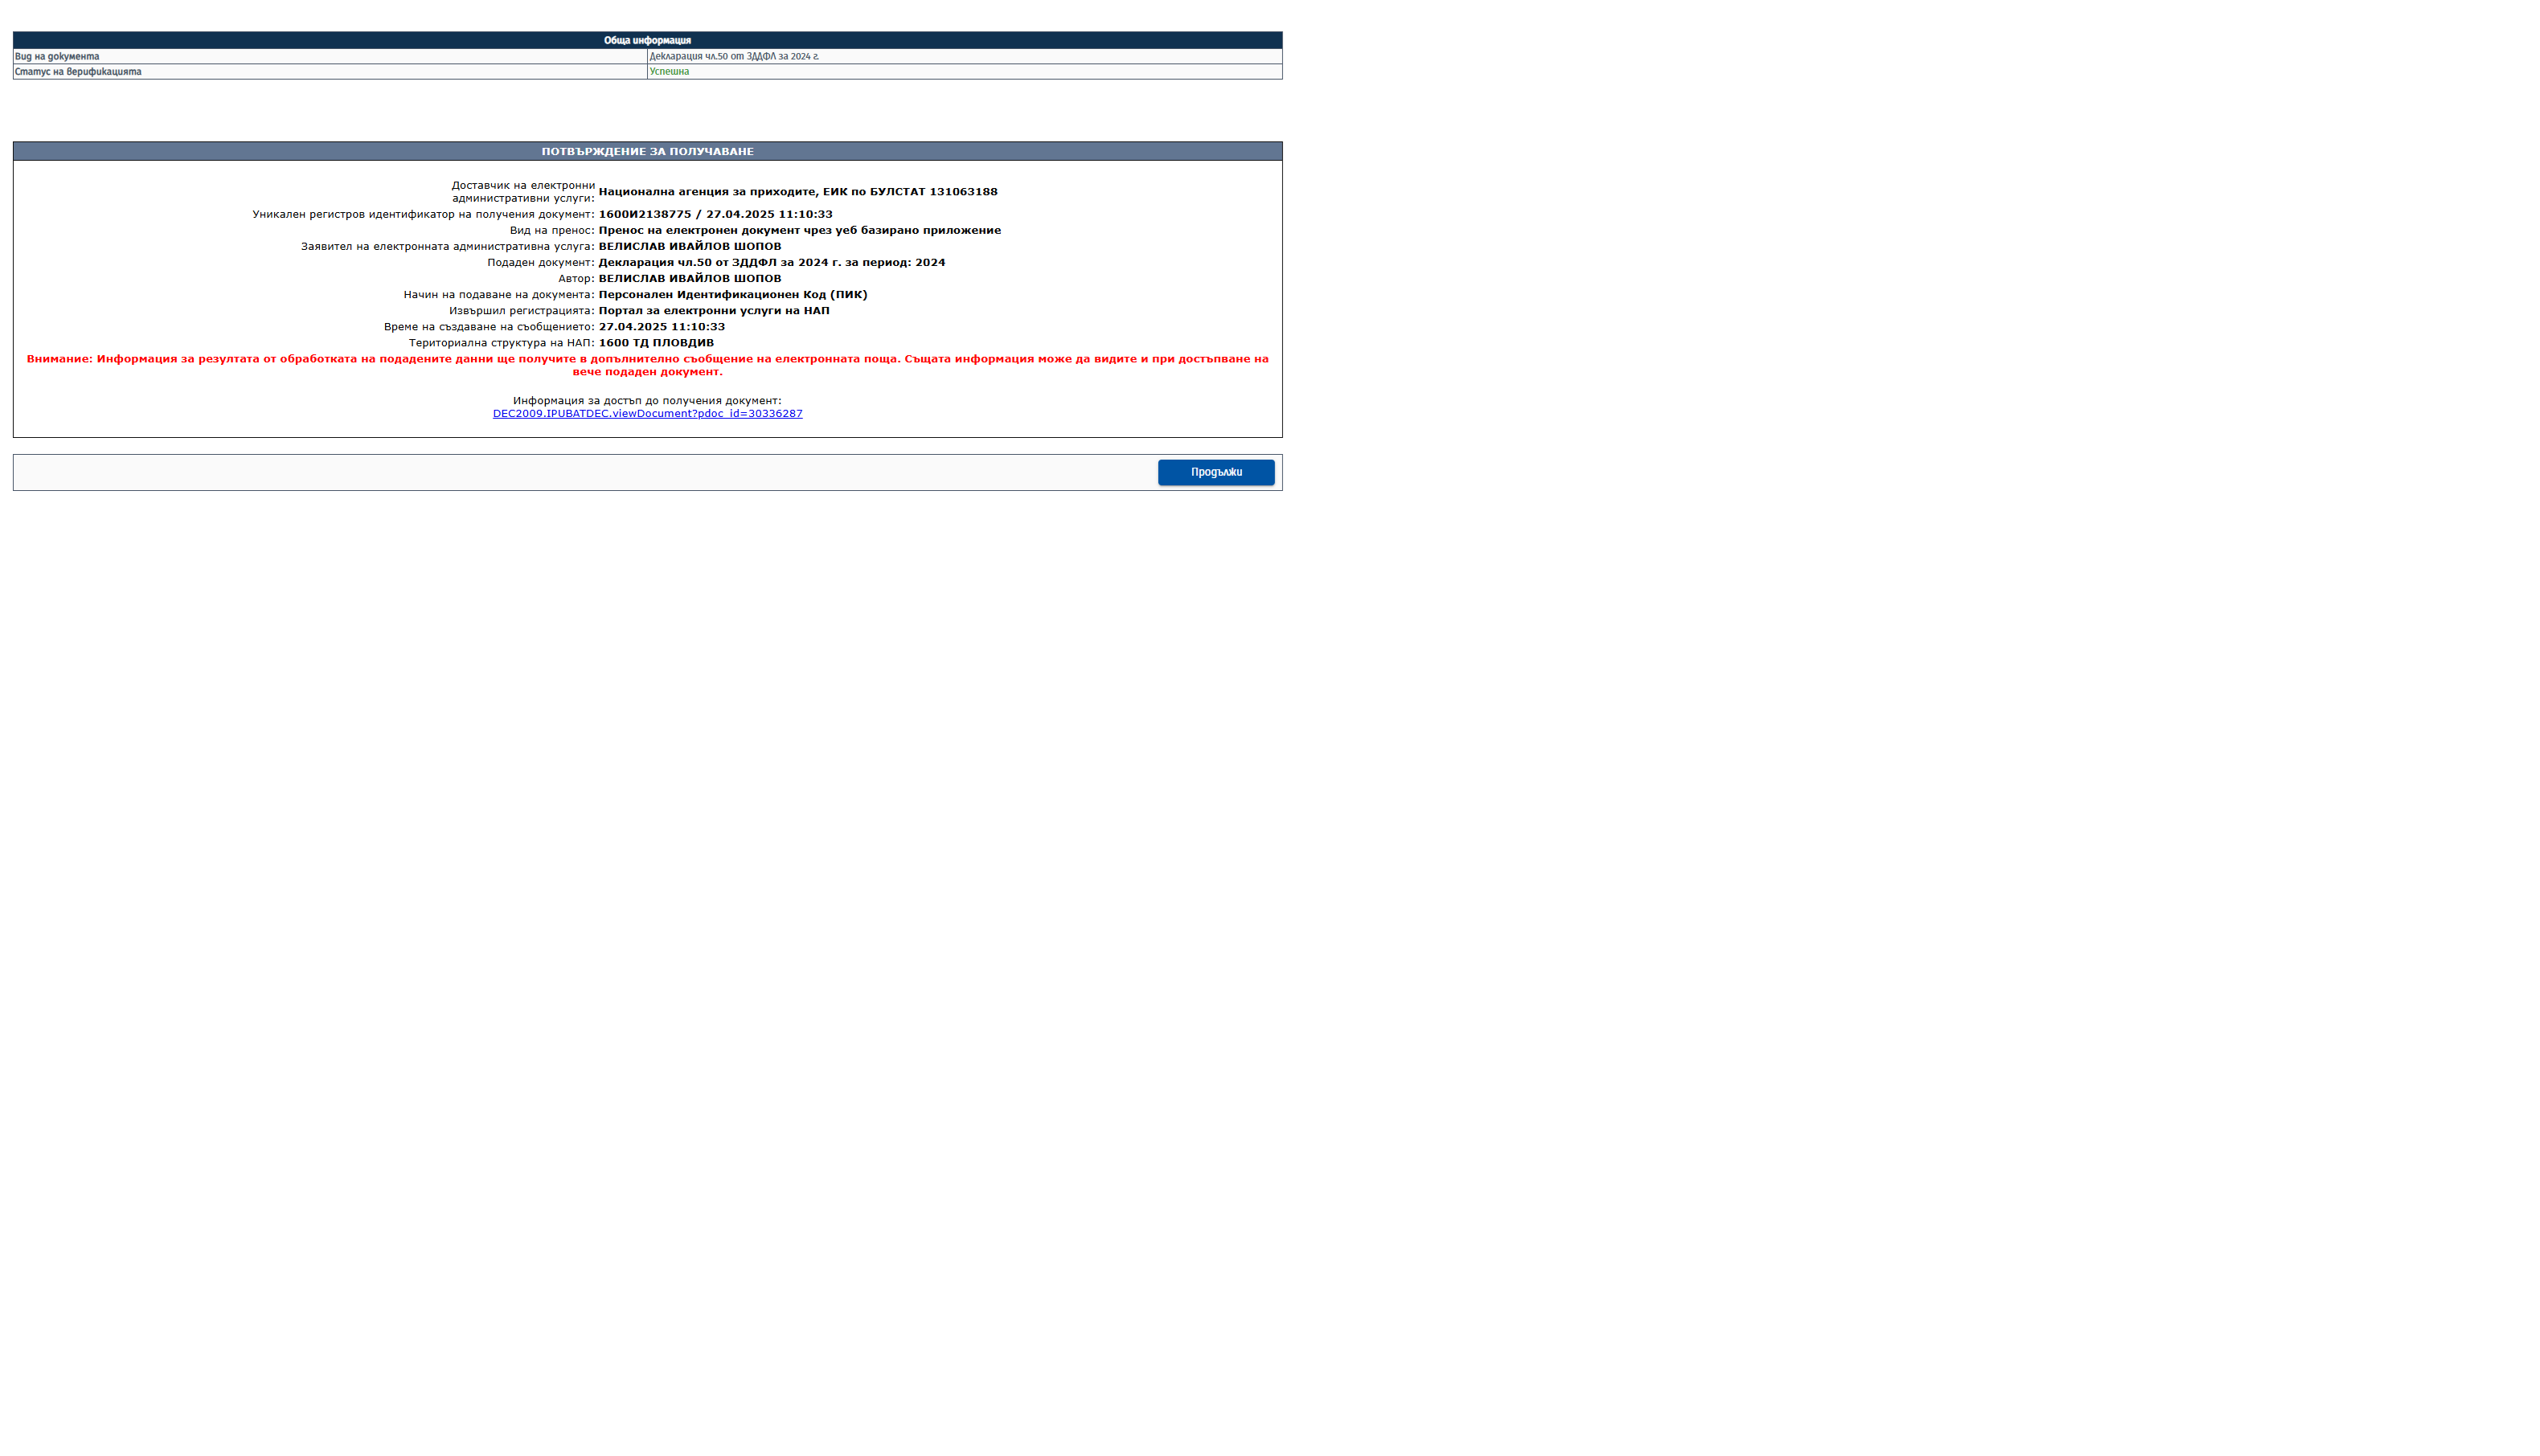 Обща информация
Вид на документа Декларация чл.50 от ЗДДФЛ за 2024 г.
Статус на верификацията Успешна
ПОТВЪРЖДЕНИЕ ЗА ПОЛУЧАВАНЕ
Доставчик на електронни
административни услуги: Национална агенция за приходите, ЕИК по БУЛСТАТ 131063188
Уникален регистров идентификатор на получения документ: 1600И2138775 / 27.04.2025 11:10:33
Вид на пренос: Пренос на електронен документ чрез уеб базирано приложение
Заявител на електронната административна услуга: ВЕЛИСЛАВ ИВАЙЛОВ ШОПОВ
Подаден документ: Декларация чл.50 от ЗДДФЛ за 2024 г. за период: 2024
Автор: ВЕЛИСЛАВ ИВАЙЛОВ ШОПОВ
Начин на подаване на документа: Персонален Идентификационен Код (ПИК)
Извършил регистрацията: Портал за електронни услуги на НАП
Време на създаване на съобщението: 27.04.2025 11:10:33
Териториална структура на НАП: 1600 ТД ПЛОВДИВ
Внимание: Информация за резултата от обработката на подадените данни ще получите в допълнително съобщение на електронната поща. Същата информация може да видите и при достъпване на
вече подаден документ.
Информация за достъп до получения документ:
DEC2009.IPUBATDEC.viewDocument?pdoc_id=30336287
Продължи